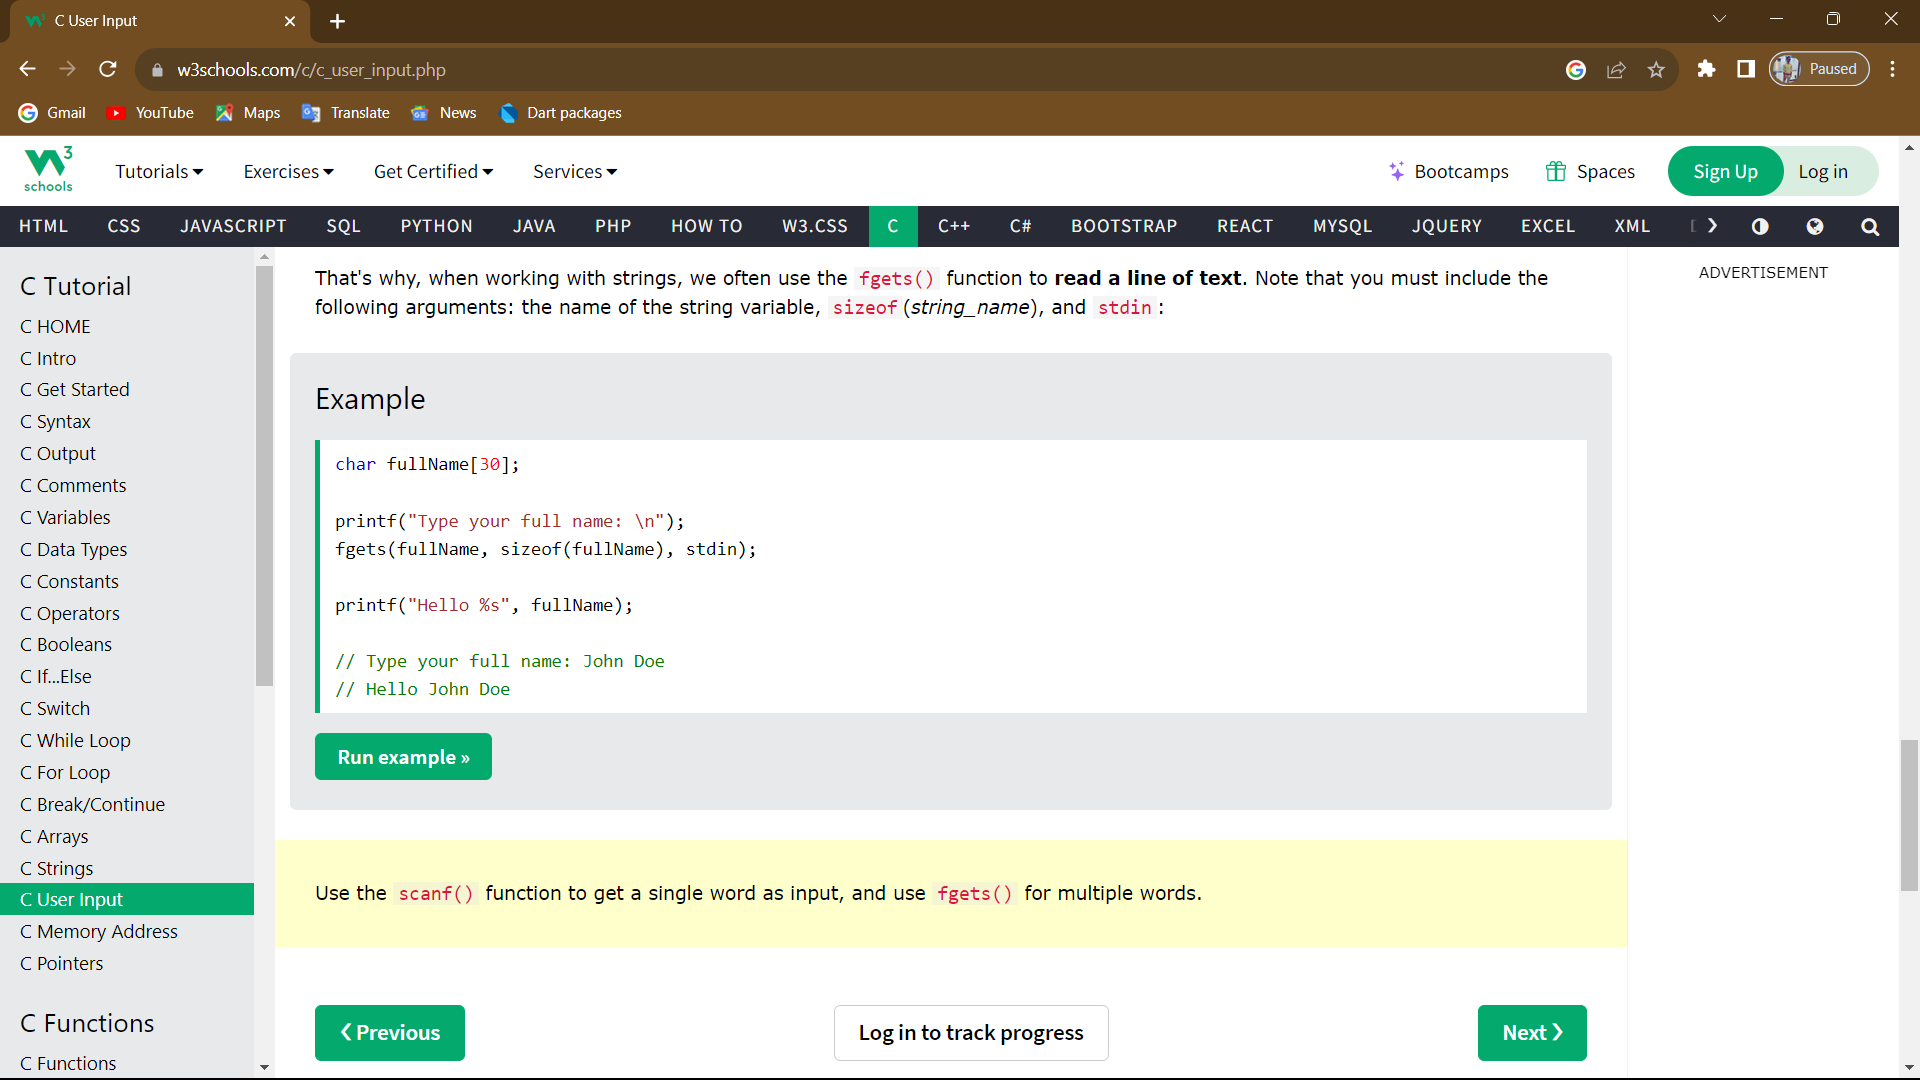 C User Input
w3schools.com/c/c_user_input.php
Paused
Gmail
YouTube
Maps
Translate
News
Dart packages
3
schools
Tutorials
Exercises
Get Certified
Services
Bootcamps
Spaces
Sign Up
Log in
HTML CSS JAVASCRIPT SQL PYTHON JAVA PHP HOW TO W3.CSS C C++ C# BOOTSTRAP REACT MYSQL JQUERY EXCEL XML
C Tutorial
C HOME
C Intro
C Get Started
C Syntax
C Output
C Comments
C Variables
C Data Types
C Constants
C Operators
C Booleans
C If...Else
C Switch
C While Loop
C For Loop
C Break/Continue
C Arrays
C Strings
C User Input
C Memory Address
C Pointers
C Functions
C Functions
That's why, when working with strings, we often use the fgets() function to read a line of text. Note that you must include the
following arguments: the name of the string variable, sizeof(string_name), and stdin:
Example
char fullName[30];
printf("Type your full name: \n");
fgets(fullName, sizeof(fullName), stdin);
printf("Hello %s", fullName);
// Type your full name: John Doe
// Hello John Doe
Run example »
Use the scanf() function to get a single word as input, and use fgets() for multiple words.
❮ Previous
Log in to track progress
Next ❯
ADVERTISEMENT